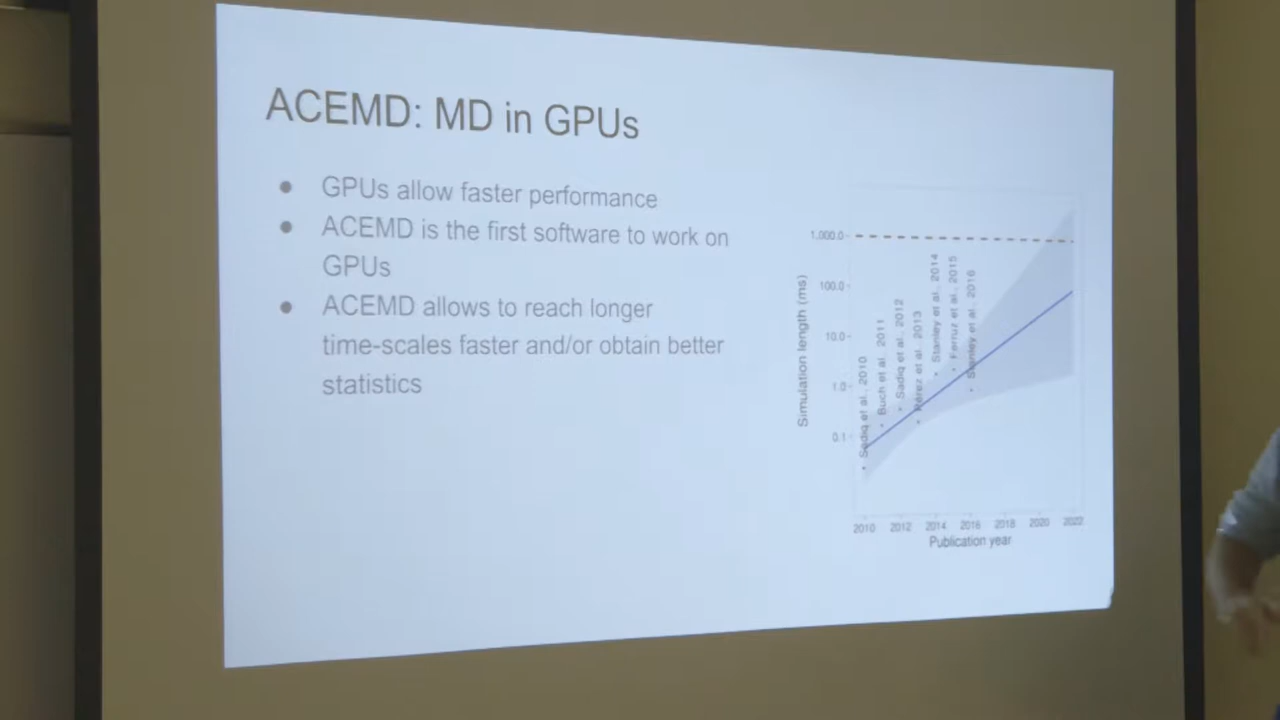 ACEMD: MD in GPUs
● GPUs allow faster performance
● ACEMD is the first software to work on
GPUs
● ACEMD allows to reach longer
time-scales faster and/or obtain better
statistics
Simulation length (ms)
1,000.0
100.0
10.0
1.0
0.1
Sadiq et al., 2010
Buch et al. 2011
Sadiq et al. 2012
Pérez et al. 2013
Stanley et al. 2014
Ferruz et al. 2015
Stanley et al. 2016
2010 2012 2014 2016 2018 2020 2022
Publication year